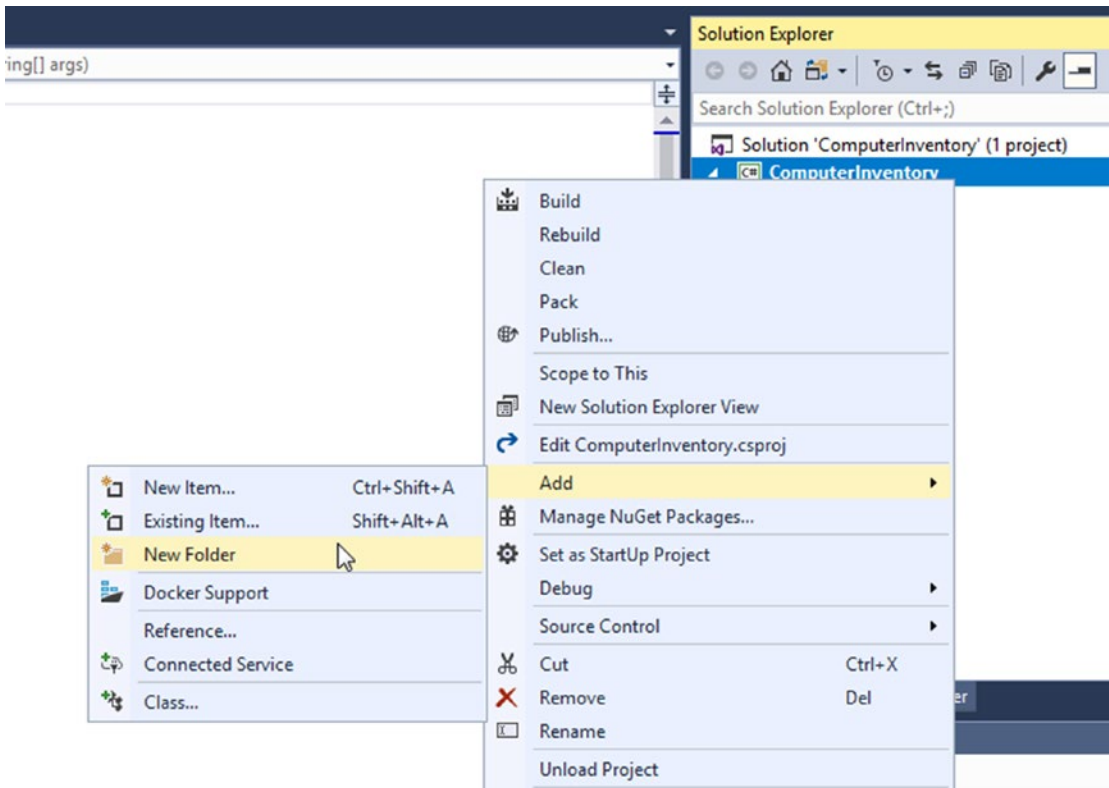 ring[] args)
Solution Explorer
Search Solution Explorer (Ctrl+;)
Solution 'ComputerInventory' (1 project)
C# ComputerInventory
Build
Rebuild
Clean
Pack
Publish...
Scope to This
New Solution Explorer View
Edit ComputerInventory.csproj
Add
Manage NuGet Packages...
Set as StartUp Project
Debug
Source Control
Cut Ctrl+X
Remove Del
Rename
Unload Project
New Item... Ctrl+Shift+A
Existing Item... Shift+Alt+A
New Folder
Docker Support
Reference...
Connected Service
Class...
er